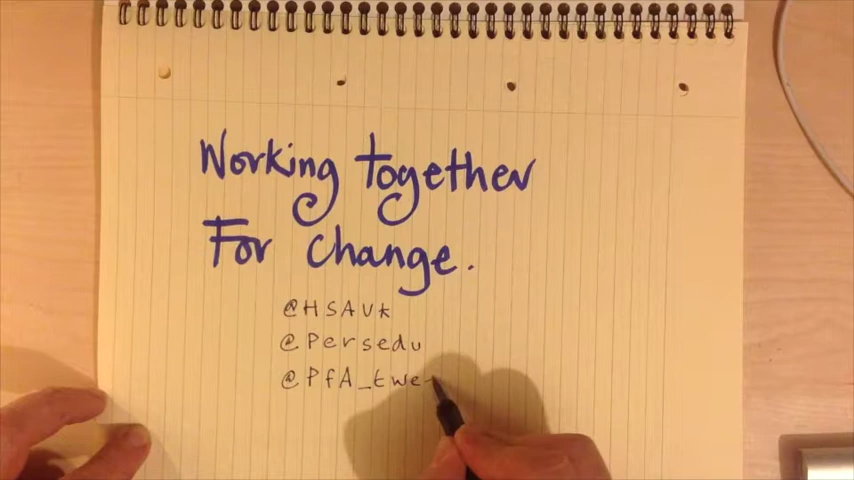 Working together
For change.
@HSAUk
@Persedu
@PfA_twe